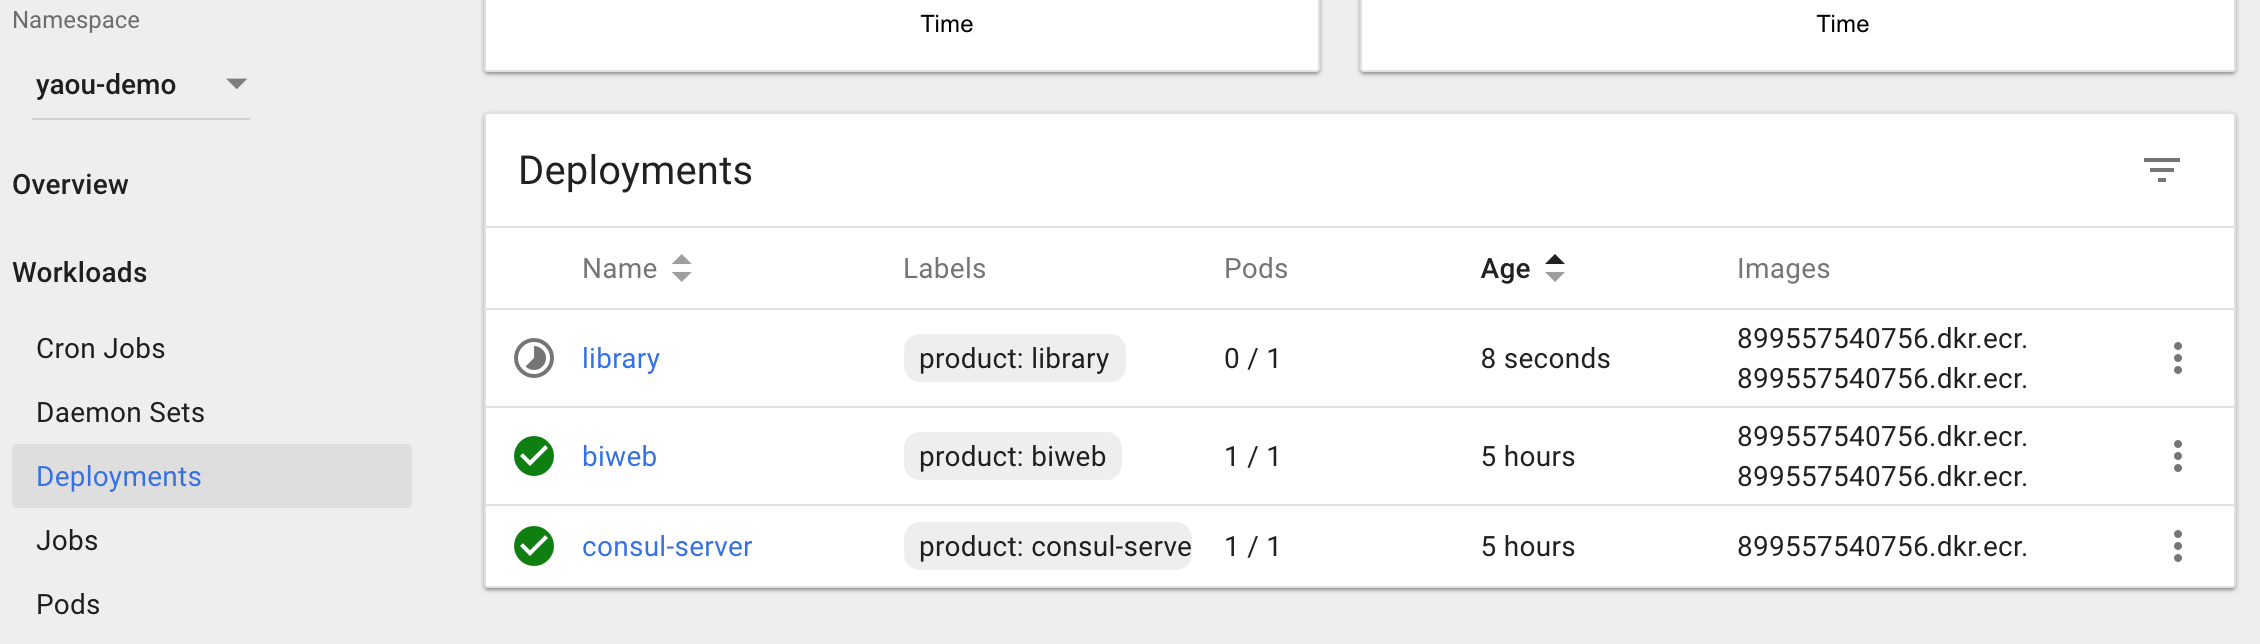 Namespace
yaou-demo
Overview
Workloads
Cron Jobs
Daemon Sets
Deployments
Jobs
Pods
Time
Time
Deployments
Name Labels Pods Age Images
library product: library 0 / 1 8 seconds 899557540756.dkr.ecr.
899557540756.dkr.ecr.
biweb product: biweb 1 / 1 5 hours 899557540756.dkr.ecr.
899557540756.dkr.ecr.
consul-server product: consul-serve 1 / 1 5 hours 899557540756.dkr.ecr.